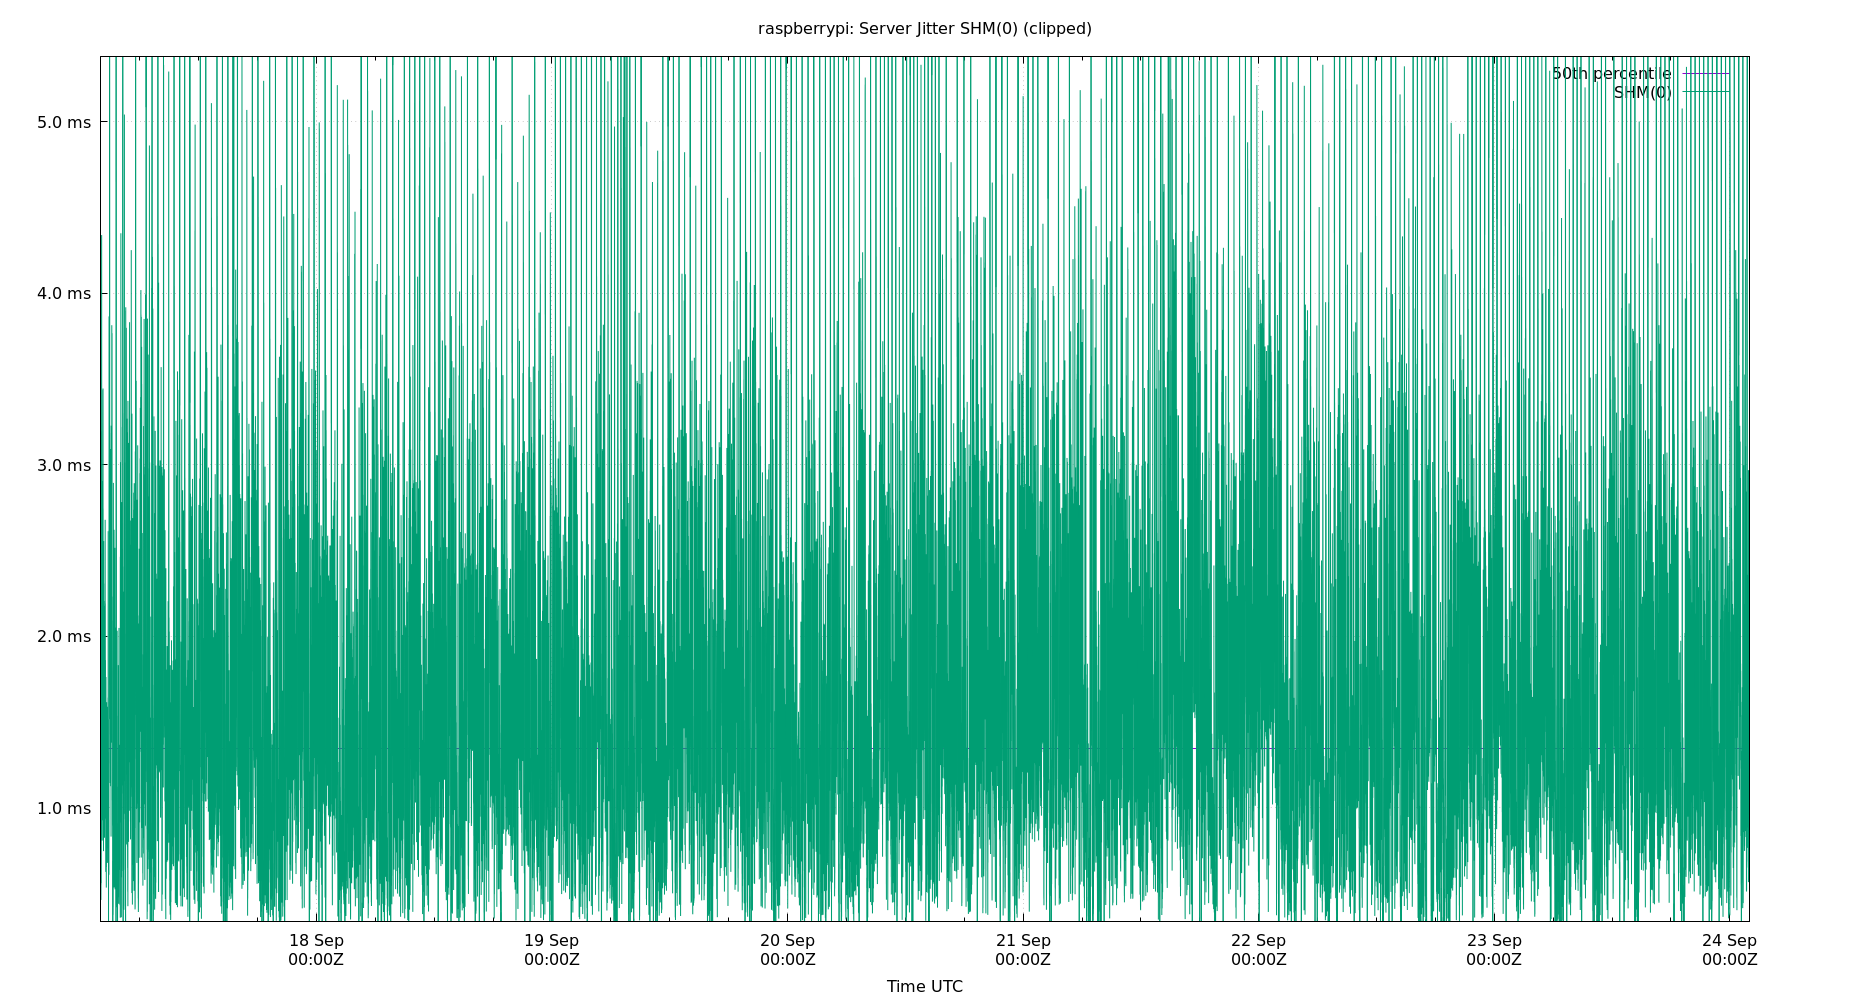 raspberrypi: Server Jitter SHM(0) (clipped)
50th percentile
SHM(0)
5.0 ms
4.0 ms
3.0 ms
2.0 ms
1.0 ms
18 Sep 19 Sep 20 Sep 21 Sep 22 Sep 23 Sep 24 Sep
00:00Z 00:00Z 00:00Z 00:00Z 00:00Z 00:00Z 00:00Z
Time UTC